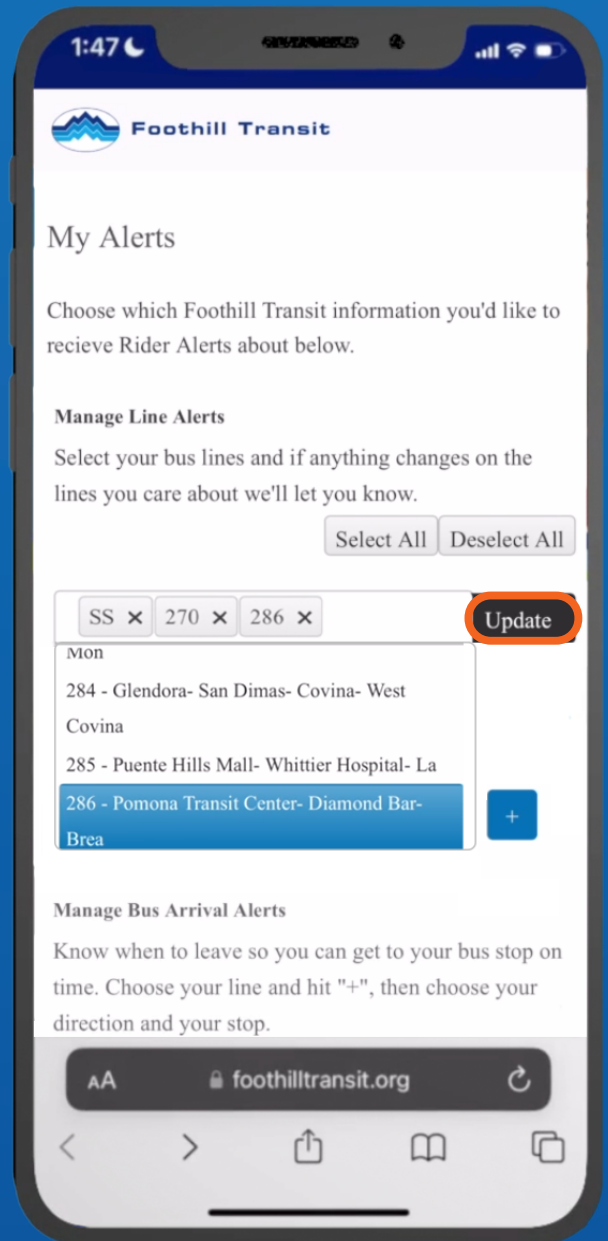 1:47
Foothill Transit
My Alerts
Choose which Foothill Transit information you'd like to
recieve Rider Alerts about below.
Manage Line Alerts
Select your bus lines and if anything changes on the
lines you care about we'll let you know.
Select All Deselect All
SS × 270 × 286 × Update
Mon
284 - Glendora- San Dimas- Covina- West
Covina
285 - Puente Hills Mall- Whittier Hospital- La
286 - Pomona Transit Center- Diamond Bar-
Brea
+
Manage Bus Arrival Alerts
Know when to leave so you can get to your bus stop on
time. Choose your line and hit "+", then choose your
direction and your stop.
AA foothilltransit.org